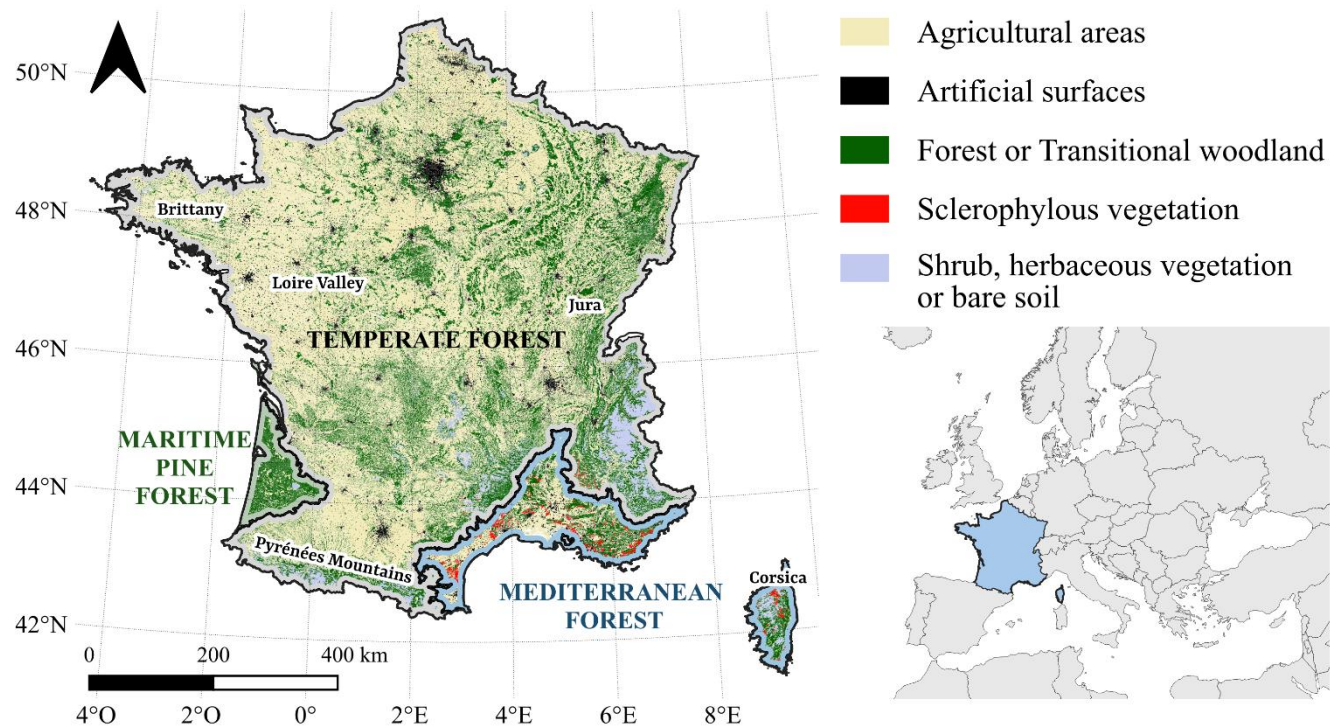 50°N
48°N
46°N
44°N
42°N
Brittany
Loire Valley
Jura
TEMPERATE FOREST
MARITIME
PINE
FOREST
Pyrénées Mountains
MEDITERRANEAN
FOREST
Corsica
0
200
400 km
4°O
2°O
0°
2°E
4°E
6°E
8°E
Agricultural areas
Artificial surfaces
Forest or Transitional woodland
Sclerophylous vegetation
Shrub, herbaceous vegetation
or bare soil